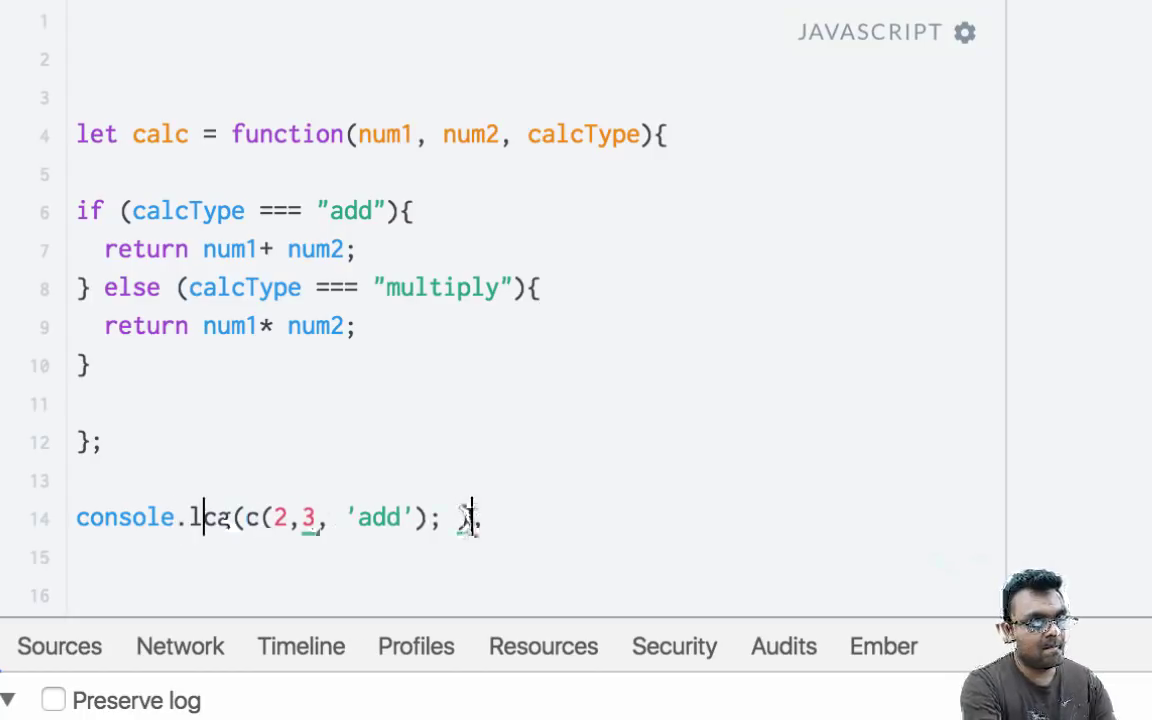 1
JAVASCRIPT
2
3
4 let calc = function(num1, num2, calcType){
5
6 if (calcType === "add"){
7 return num1+ num2;
8 } else (calcType === "multiply"){
9 return num1* num2;
10 }
11
12 };
13
14 console.log(c(2,3, 'add');
15
16
Sources Network Timeline Profiles Resources Security Audits Ember
Preserve log